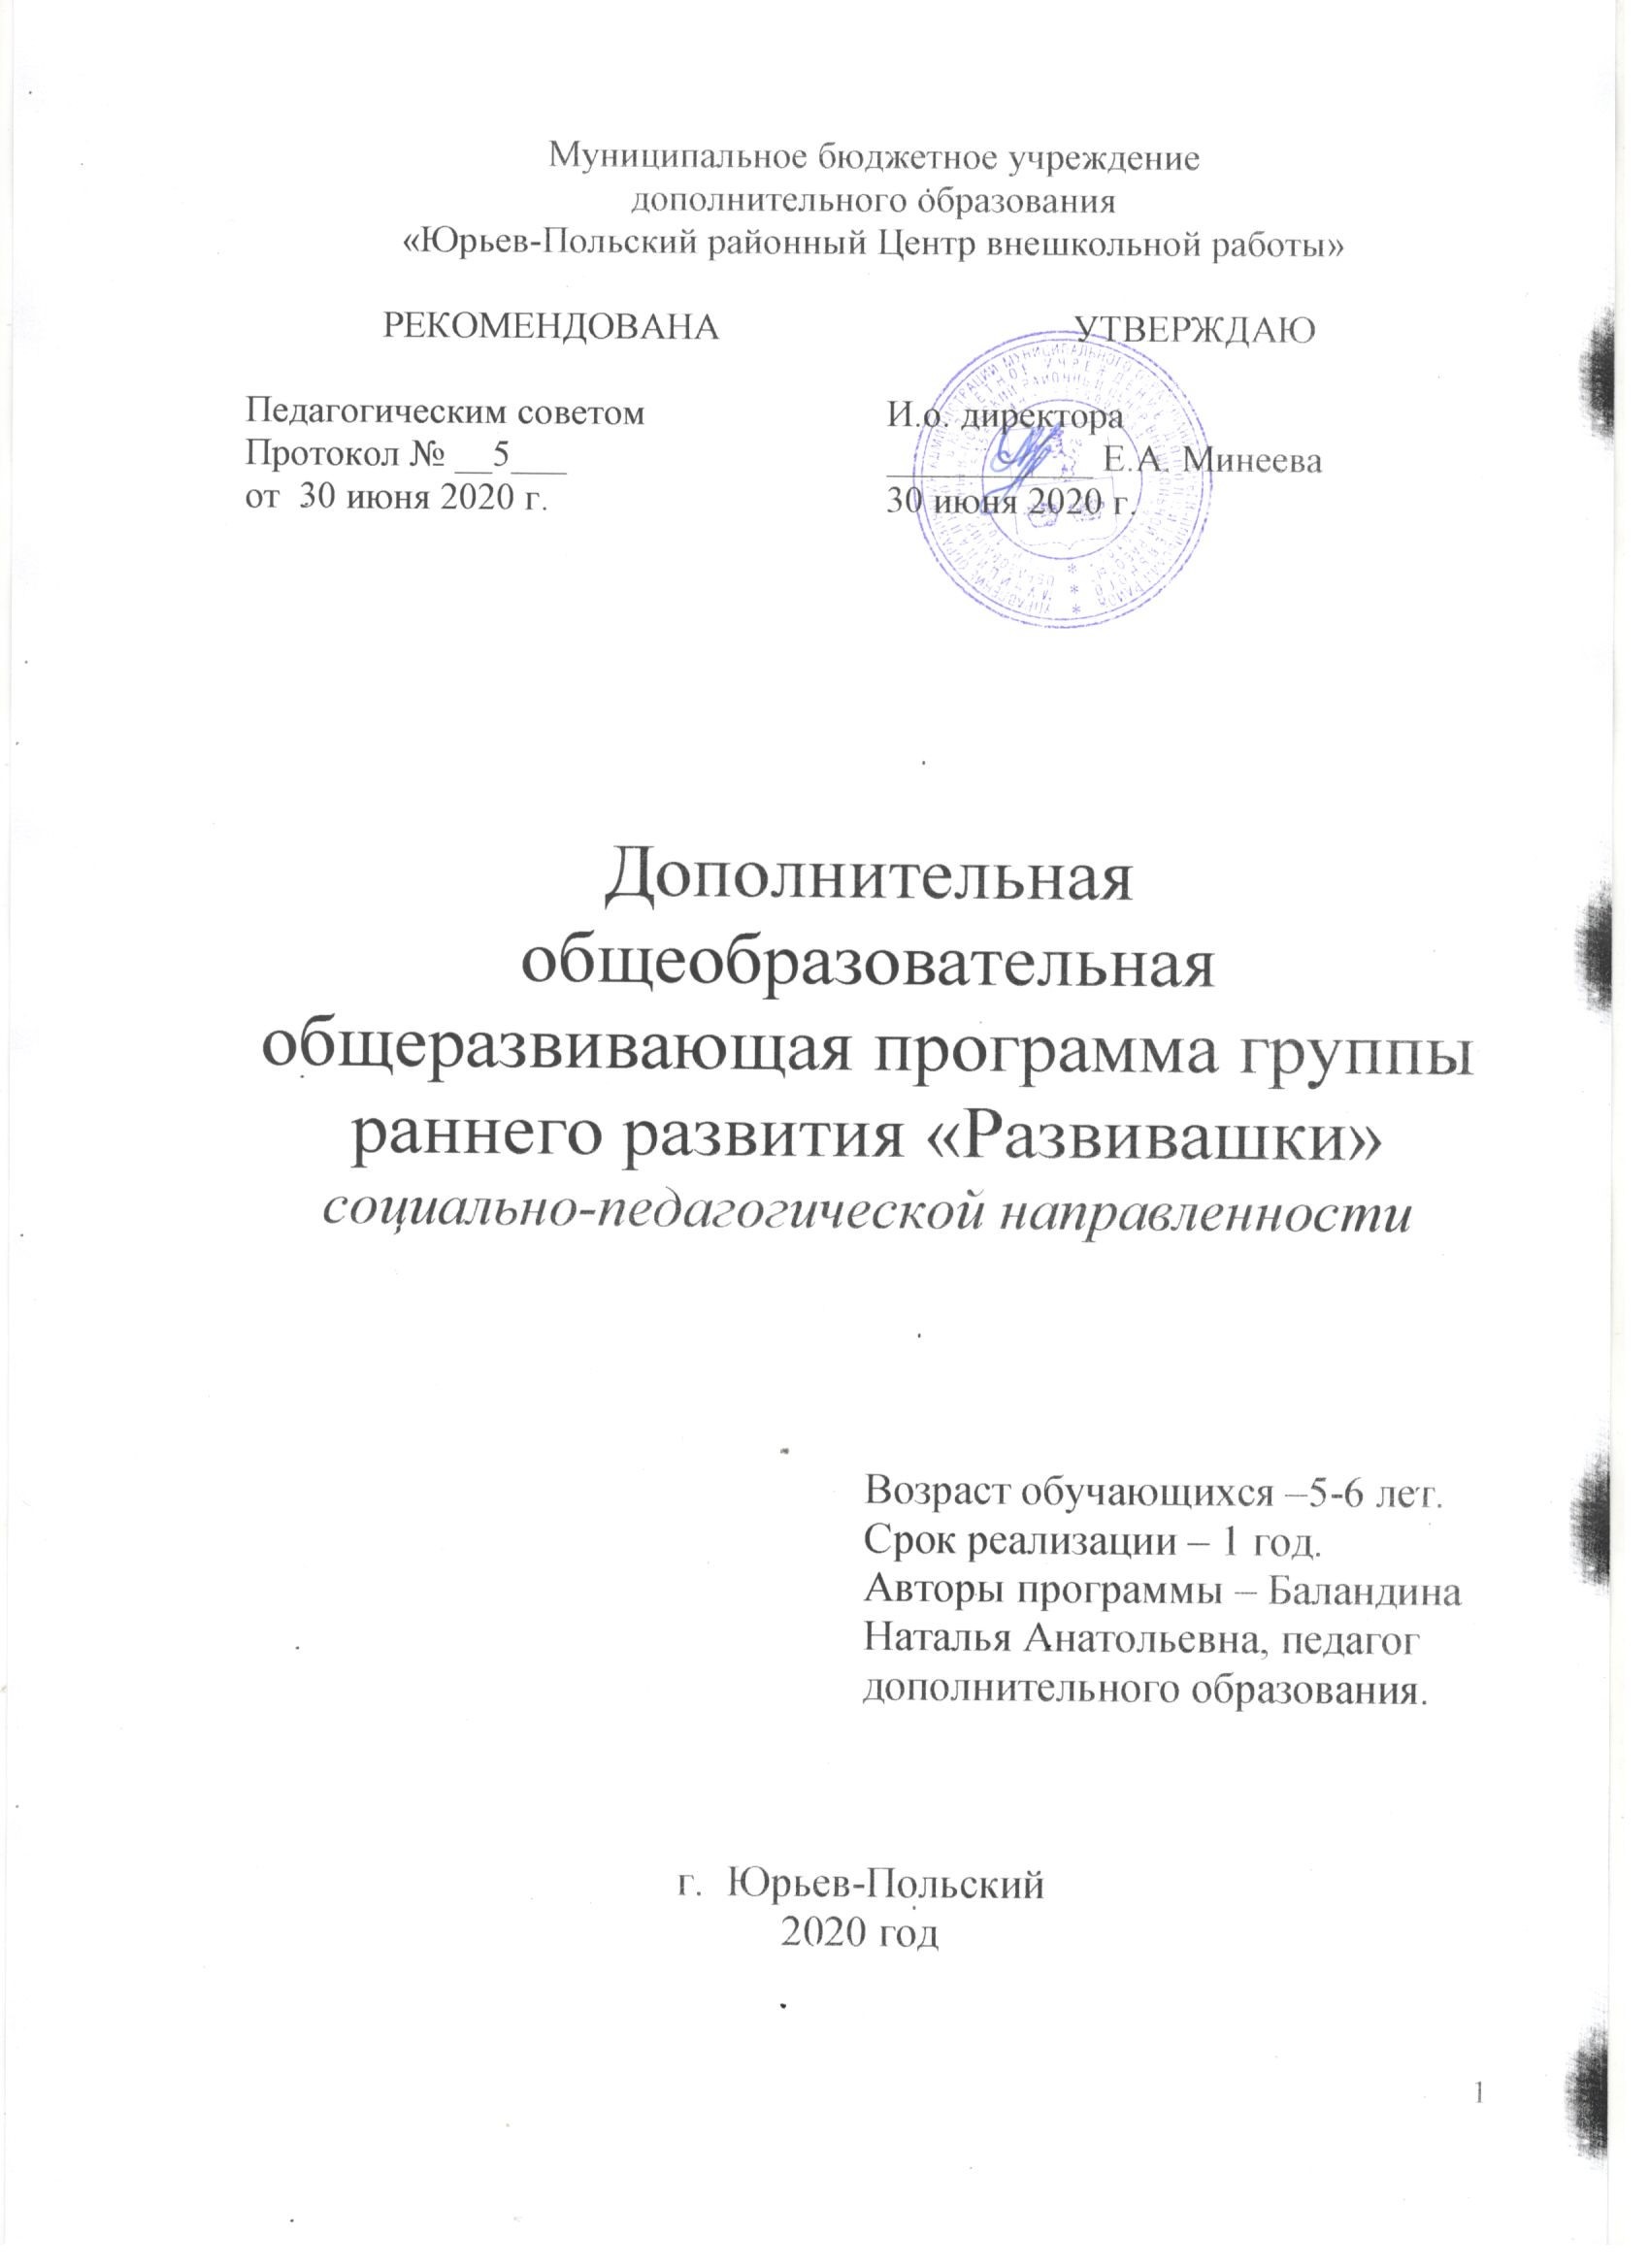 Муниципальное бюджетное учреждение
дополнительного образования
«Юрьев-Польский районный Центр внешкольной работы»
РЕКОМЕНДОВАНА
Педагогическим советом
Протокол № __5___
от 30 июня 2020 г.
УТВЕРЖДАЮ
И.о. директора
___________ Е.А. Минеева
30 июня 2020 г.
Дополнительная
общеобразовательная
общеразвивающая программа группы
раннего развития «Развивашки»
социально-педагогической направленности
Возраст обучающихся –5-6 лет.
Срок реализации – 1 год.
Авторы программы – Баландина
Наталья Анатольевна, педагог
дополнительного образования.
г. Юрьев-Польский
2020 год
1